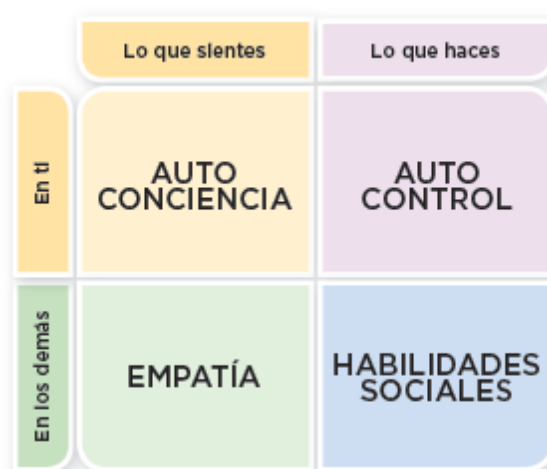 Lo que sientes
Lo que haces
En ti
AUTO
CONCIENCIA
AUTO
CONTROL
En los demás
EMPATÍA
HABILIDADES
SOCIALES